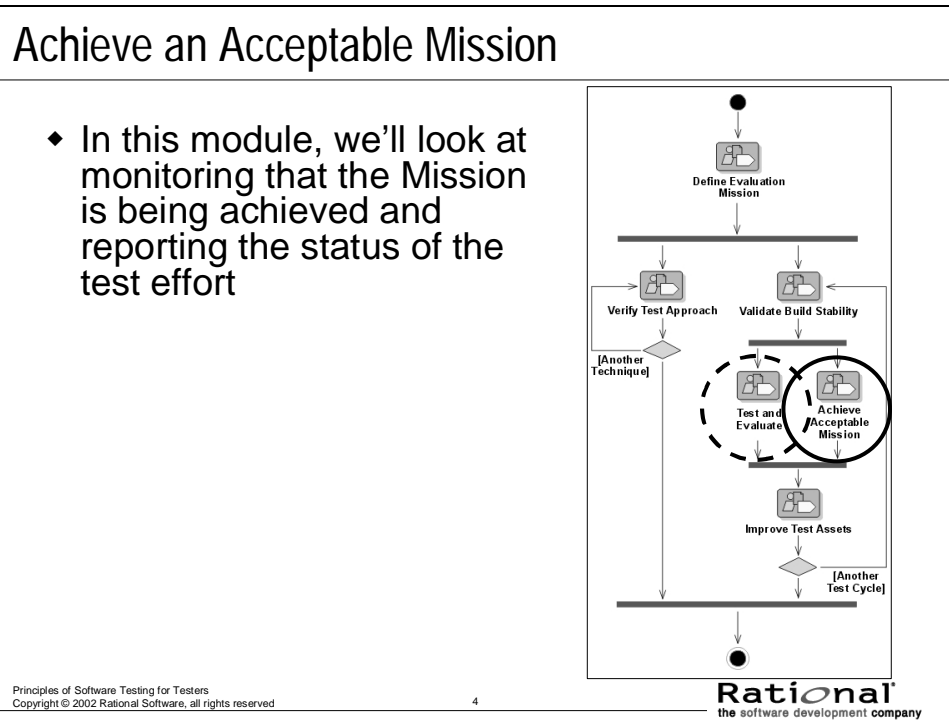 Achieve an Acceptable Mission
◆ In this module, we'll look at
monitoring that the Mission
is being achieved and
reporting the status of the
test effort
Define Evaluation
Mission
Verify Test Approach
Validate Build Stability
[Another
Technique]
Test and
Evaluate
Achieve
Acceptable
Mission
Improve Test Assets
[Another
Test Cycle]
Principles of Software Testing for Testers
Copyright © 2002 Rational Software, all rights reserved
4
Rational
the software development company